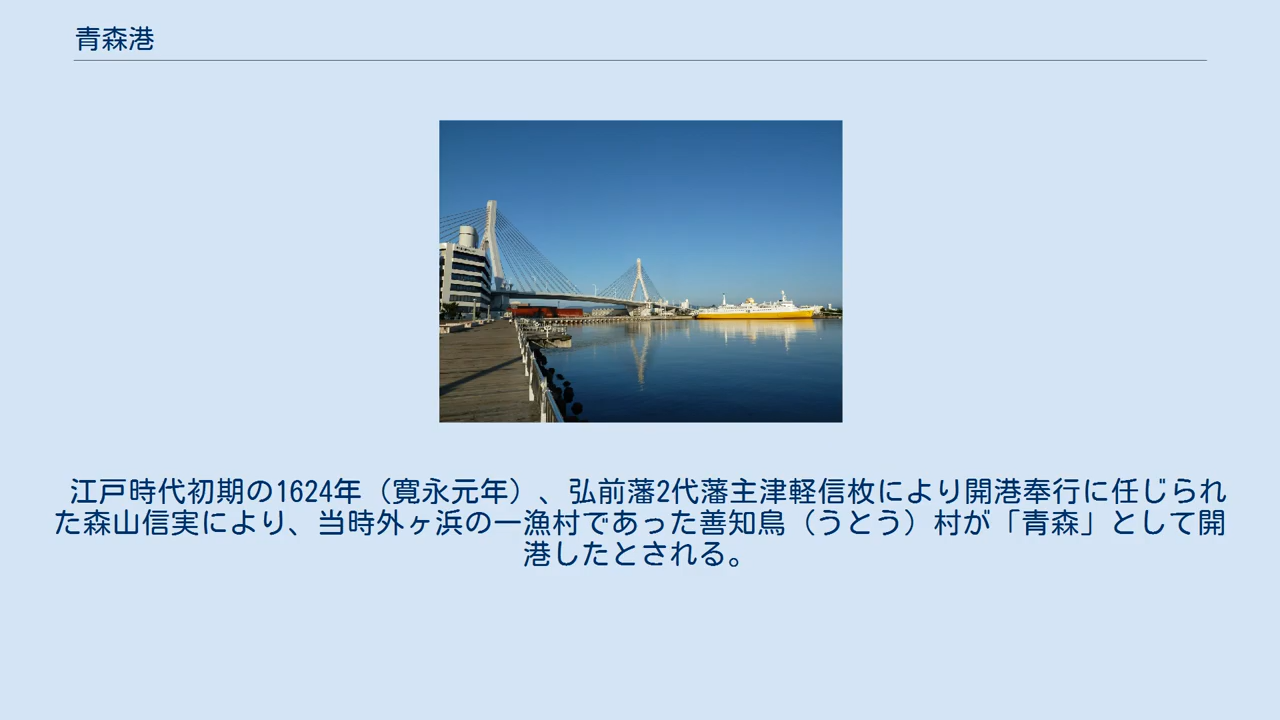 青森港
江戸時代初期の1624年（寛永元年）、弘前藩2代藩主津軽信枚により開港奉行に任じられ
た森山信実により、当時外ヶ浜の一漁村であった善知鳥（うとう）村が「青森」として開
港したとされる。